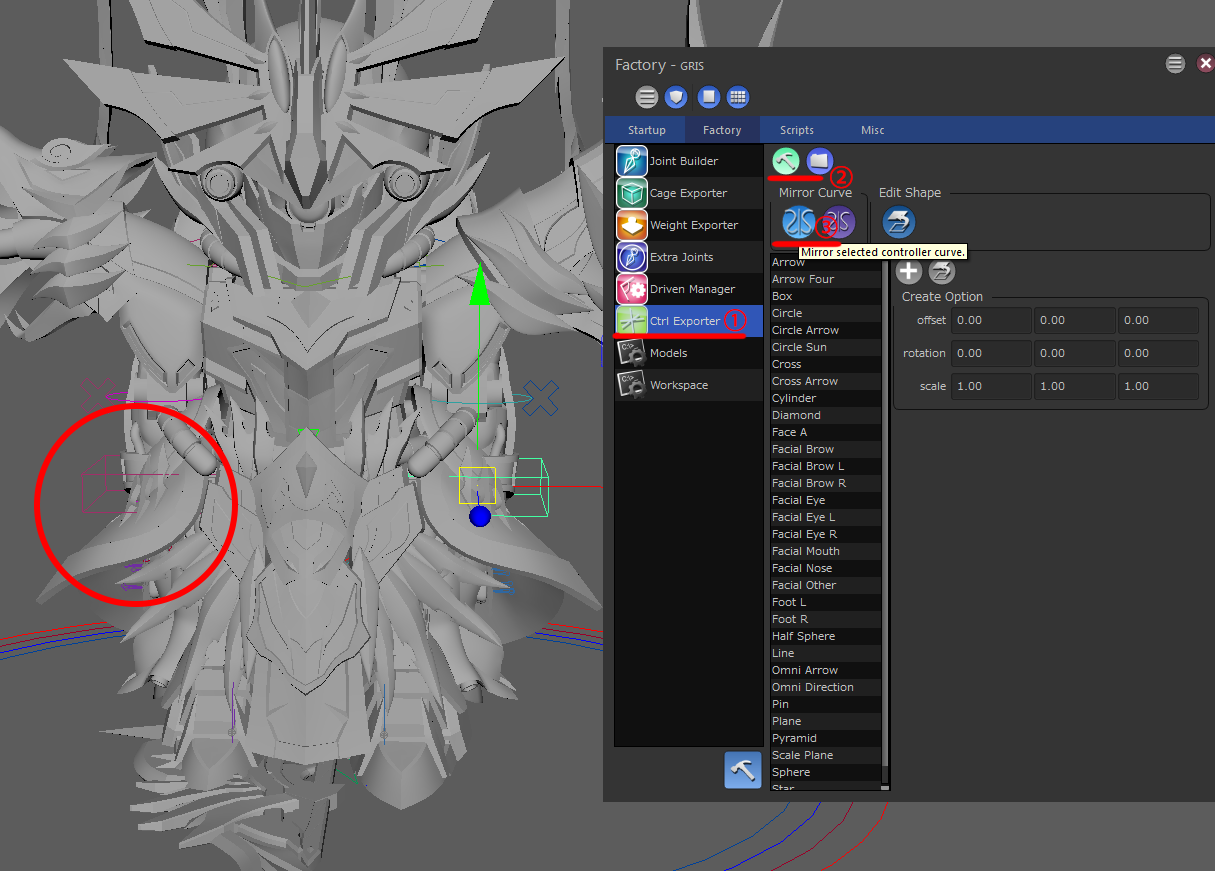 Factory - GRIS
Startup
Factory
Scripts
Misc
Joint Builder
Cage Exporter
Weight Exporter
Extra Joints
Driven Manager
Ctrl Exporter ①
Models
Workspace
②
Mirror Curve
Edit Shape
③
Mirror selected controller curve.
Arrow
Arrow Four
Box
Circle
Circle Arrow
Circle Sun
Cross
Cross Arrow
Cylinder
Diamond
Face A
Facial Brow
Facial Brow L
Facial Brow R
Facial Eye
Facial Eye L
Facial Eye R
Facial Mouth
Facial Nose
Facial Other
Foot L
Foot R
Half Sphere
Line
Omni Arrow
Omni Direction
Pin
Plane
Pyramid
Scale Plane
Sphere
Star
Create Option
offset 0.00 0.00 0.00
rotation 0.00 0.00 0.00
scale 1.00 1.00 1.00